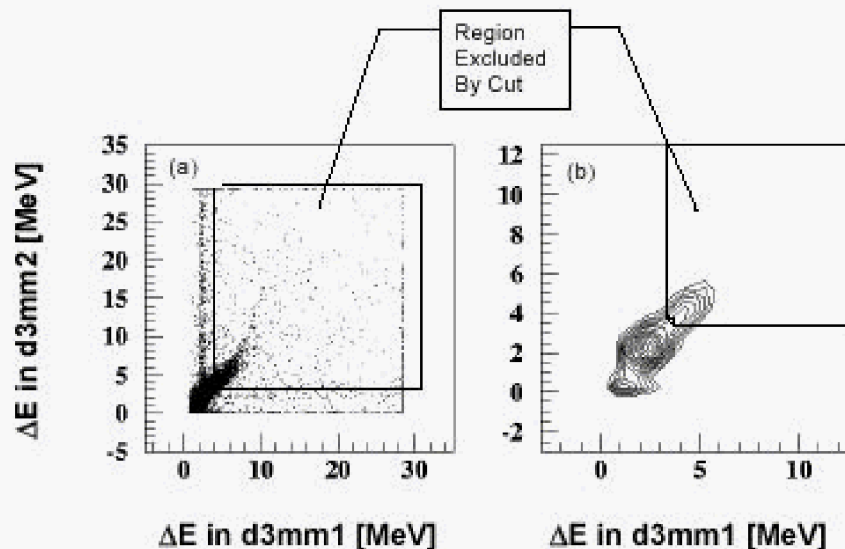 Region
Excluded
By Cut
ΔE in d3mm2 [MeV]
(a)
35
30
25
20
15
10
5
0
-5
0 10 20 30
ΔE in d3mm1 [MeV]
(b)
12
10
8
6
4
2
0
-2
0 5 10
ΔE in d3mm1 [MeV]